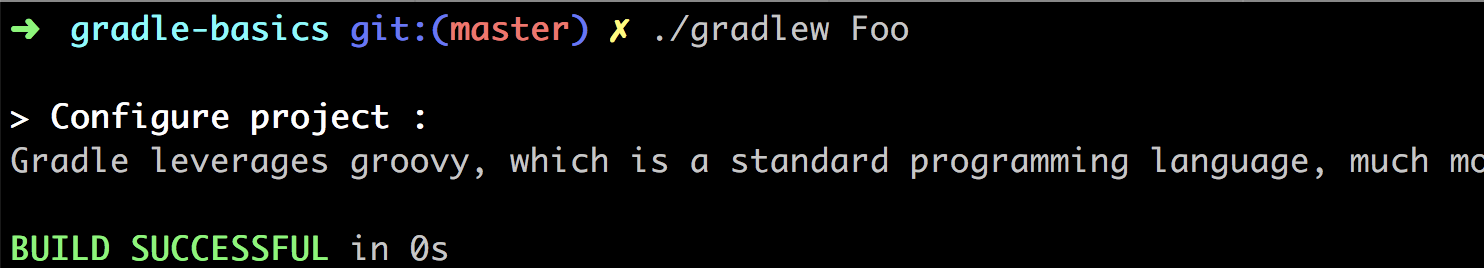 ➜ gradle-basics git:(master) ✗ ./gradlew Foo
> Configure project :
Gradle leverages groovy, which is a standard programming language, much
BUILD SUCCESSFUL in 0s